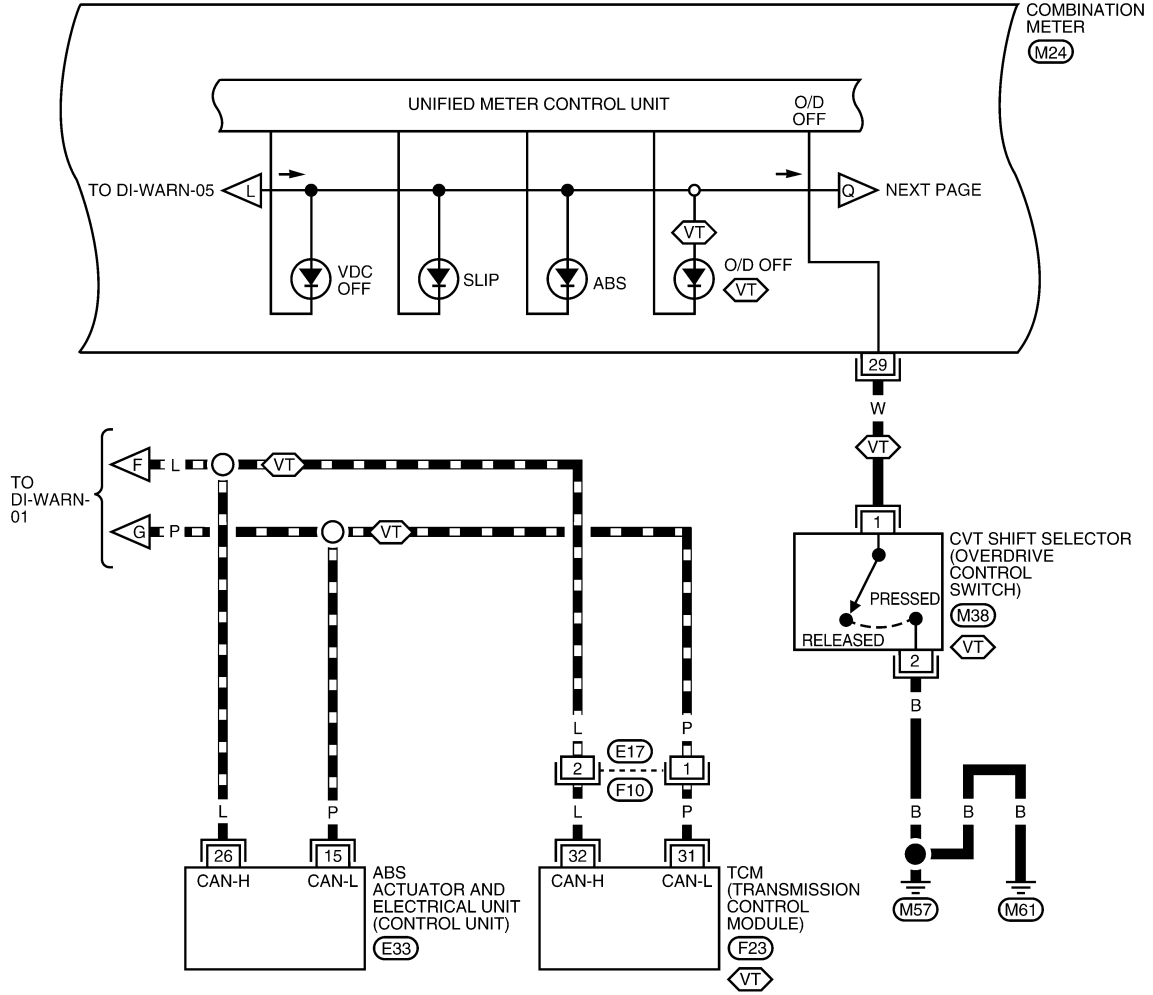 COMBINATION
METER
M24
UNIFIED METER CONTROL UNIT
O/D
OFF
TO DI-WARN-05
L
Q
NEXT PAGE
VT
VDC
OFF
SLIP
ABS
O/D OFF
VT
29
W
VT
TO
DI-WARN-
01
F
L
VT
G
P
VT
1
CVT SHIFT SELECTOR
(OVERDRIVE
CONTROL
SWITCH)
M38
VT
PRESSED
RELEASED
2
B
L
P
E17
2
1
F10
L
P
L
P
B
B
B
26
15
32
31
CAN-H
CAN-L
ABS
ACTUATOR AND
ELECTRICAL UNIT
(CONTROL UNIT)
E33
CAN-H
CAN-L
TCM
(TRANSMISSION
CONTROL
MODULE)
F23
VT
M57
M61